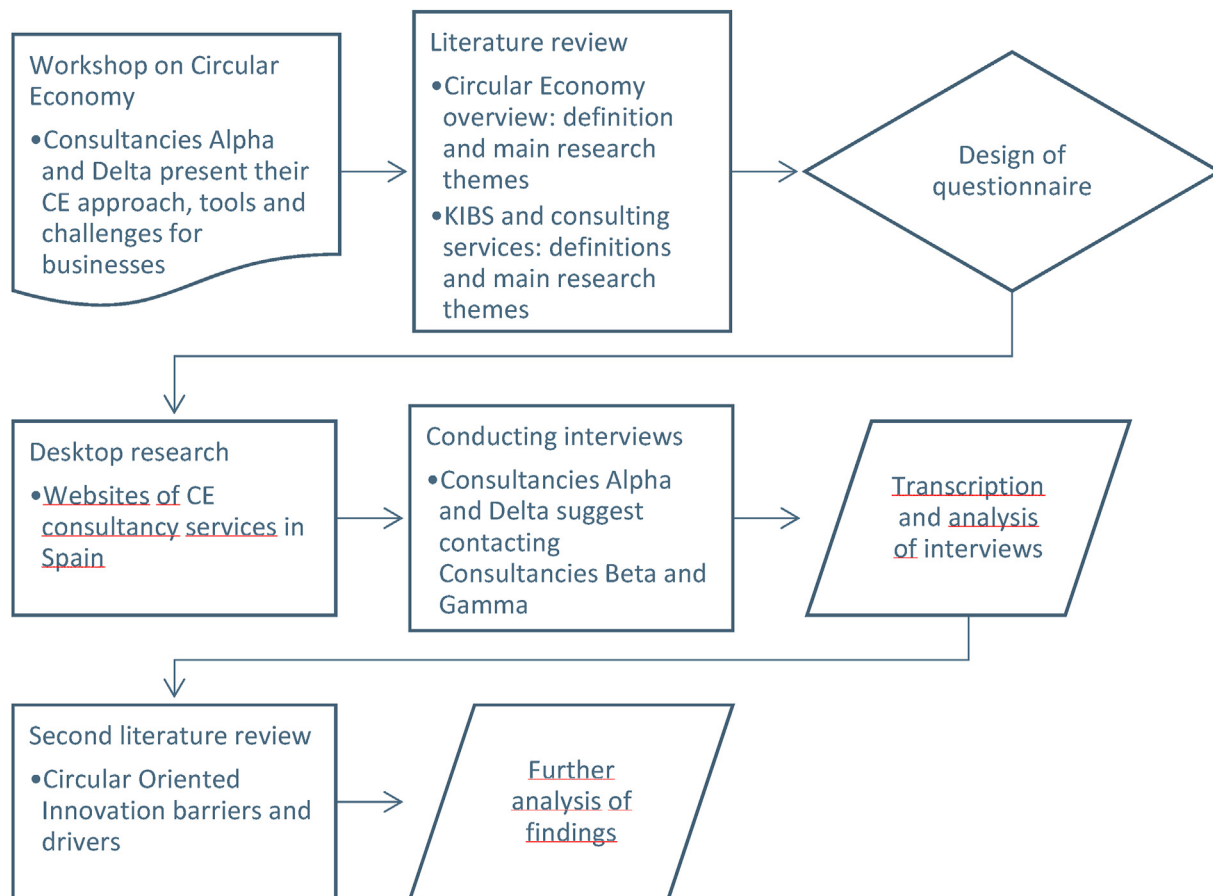 Workshop on Circular
Economy
•Consultancies Alpha
and Delta present their
CE approach, tools and
challenges for
businesses
Literature review
•Circular Economy
overview: definition
and main research
themes
•KIBS and consulting
services: definitions
and main research
themes
Design of
questionnaire
Desktop research
•Websites of CE
consultancy services in
Spain
Conducting interviews
•Consultancies Alpha
and Delta suggest
contacting
Consultancies Beta and
Gamma
Transcription
and analysis
of interviews
Second literature review
•Circular Oriented
Innovation barriers and
drivers
Further
analysis of
findings